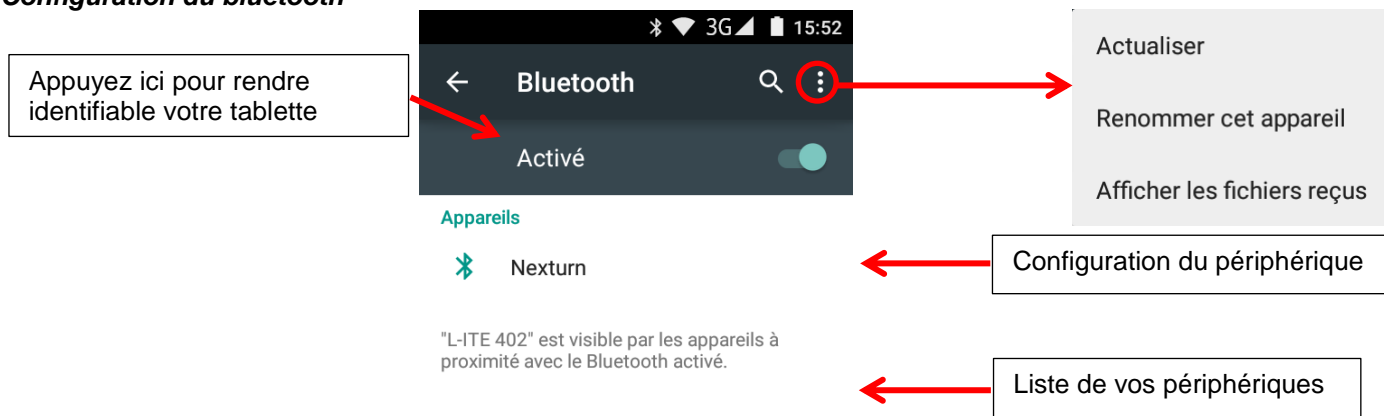 Configuration du bluetooth
3G 15:52
Appuyez ici pour rendre
identifiable votre tablette
Bluetooth
Activé
Appareils
Nexturn
"L-ITE 402" est visible par les appareils à
proximité avec le Bluetooth activé.
Actualiser
Renommer cet appareil
Afficher les fichiers reçus
Configuration du périphérique
Liste de vos périphériques